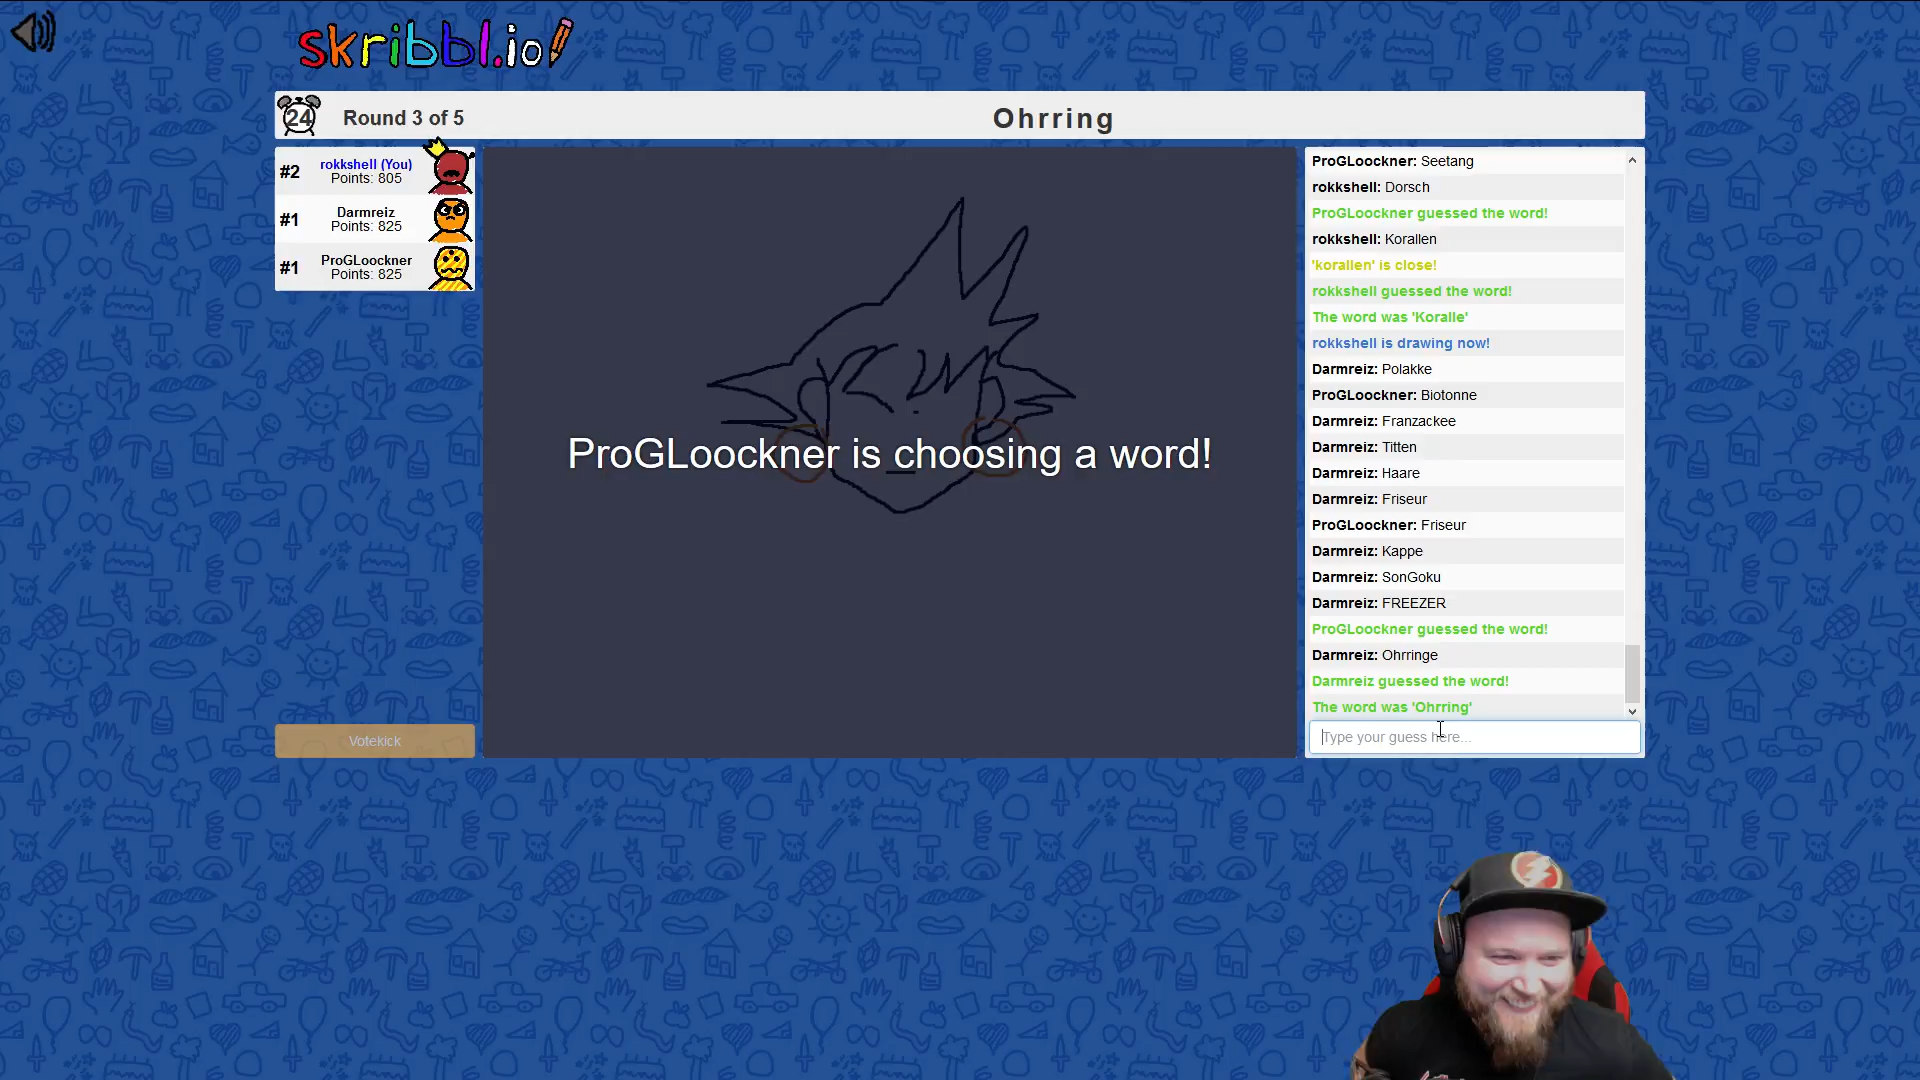 skribbl.io
24
Round 3 of 5
Ohrring
#2
rokkshell (You)
Points: 805
#1
Darmreiz
Points: 825
#1
ProGLoockner
Points: 825
Votekick
ProGLoockner is choosing a word!
ProGLoockner: Seetang
rokkshell: Dorsch
ProGLoockner guessed the word!
rokkshell: Korallen
'korallen' is close!
rokkshell guessed the word!
The word was 'Koralle'
rokkshell is drawing now!
Darmreiz: Polakke
ProGLoockner: Biotonne
Darmreiz: Franzackee
Darmreiz: Titten
Darmreiz: Haare
Darmreiz: Friseur
ProGLoockner: Friseur
Darmreiz: Kappe
Darmreiz: SonGoku
Darmreiz: FREEZER
ProGLoockner guessed the word!
Darmreiz: Ohrringe
Darmreiz guessed the word!
The word was 'Ohrring'
Type your guess here...